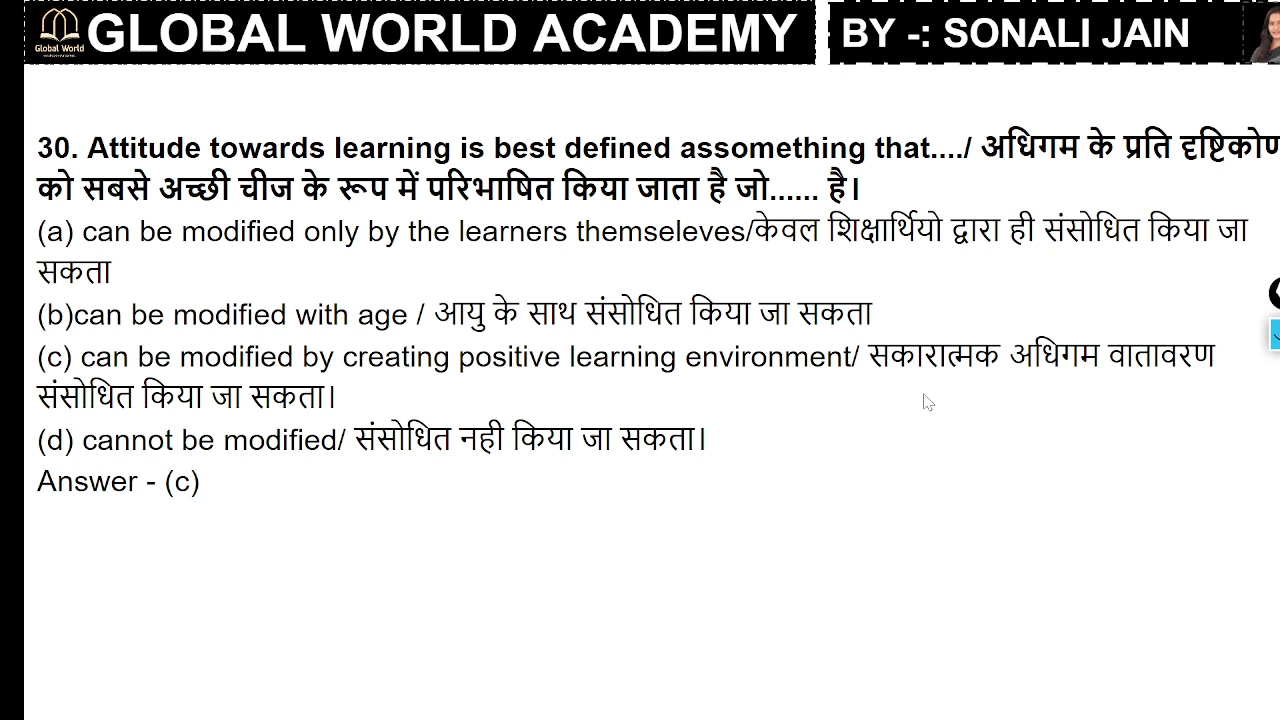 Global World
GLOBAL WORLD ACADEMY
BY -: SONALI JAIN
30. Attitude towards learning is best defined assomething that..../ अधिगम के प्रति दृष्टिकोण
को सबसे अच्छी चीज के रूप में परिभाषित किया जाता है जो...... है।
(a) can be modified only by the learners themseleves/केवल शिक्षार्थियो द्वारा ही संसोधित किया जा
सकता
(b)can be modified with age / आयु के साथ संसोधित किया जा सकता
(c) can be modified by creating positive learning environment/ सकारात्मक अधिगम वातावरण
संसोधित किया जा सकता।
(d) cannot be modified/ संसोधित नही किया जा सकता।
Answer - (c)